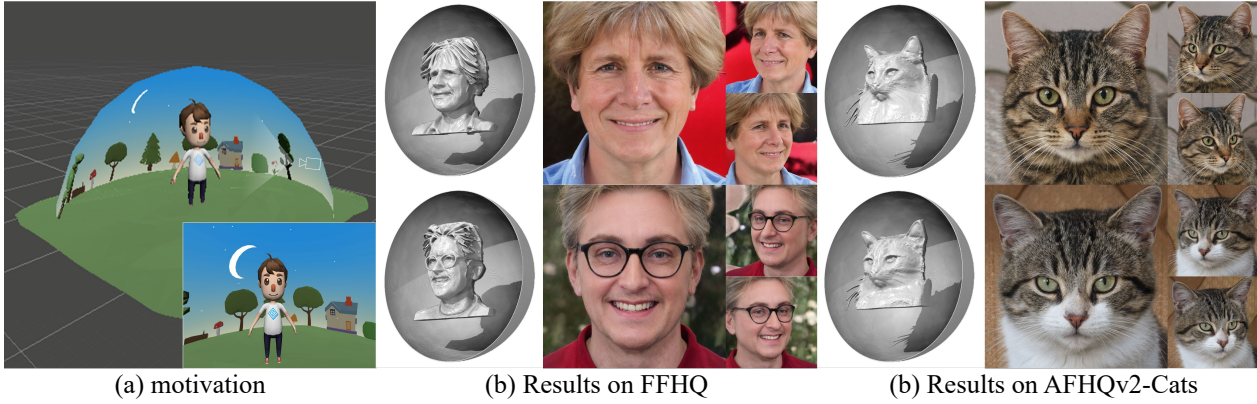 (a) motivation
(b) Results on FFHQ
(b) Results on AFHQv2-Cats